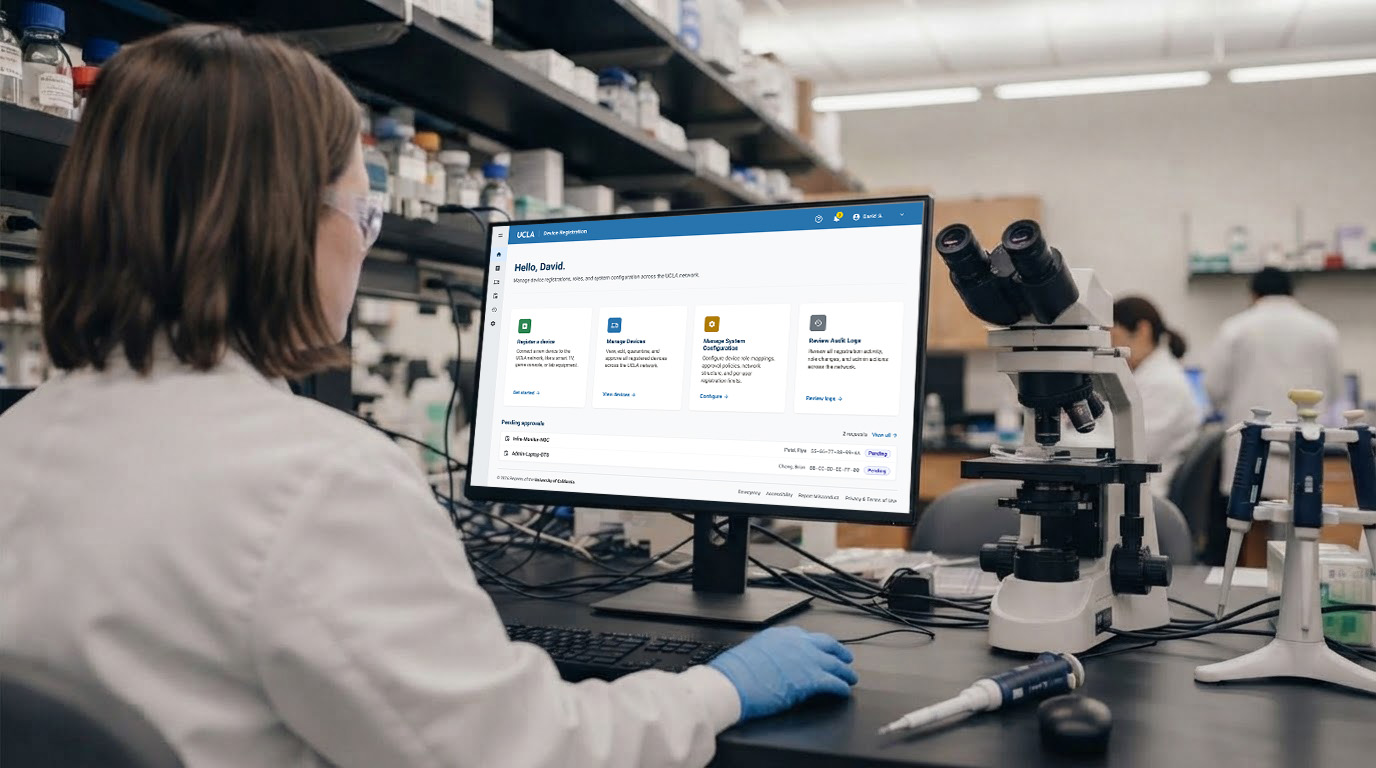 UCLA Device Registration
David S.
Hello, David.
Manage device registrations, roles, and system configuration across the UCLA network.
Register a device
Connect a new device to the
UCLA network, like a smart TV,
game console, or lab equipment.
Get started →
Manage Devices
View, edit, quarantine, and
approve all registered devices
across the UCLA network.
View devices →
Manage System
Configuration
Configure device role mappings,
approval policies, network
structure, and per-user
registration limits.
Configure →
Review Audit Logs
Review all registration activity,
role changes, and admin actions
across the network.
Review logs →
Pending approvals
2 requests View all →
Infra-Monitor-NOC
Patel, Riya
Pending
Admin-Laptop-078
Chang, Brian
Pending
Regents of the University of California
Emergency Accessibility Report Misconduct Privacy & Terms of Use